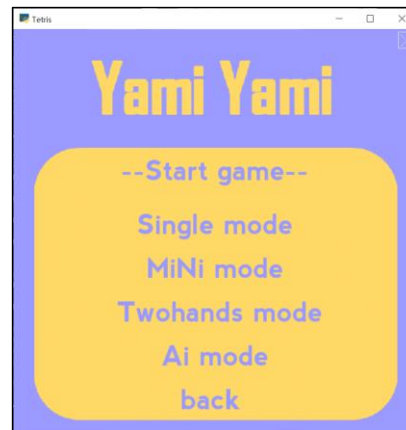 Tetris
Yami Yami
--Start game--
Single mode
MiNi mode
Twohands mode
Ai mode
back